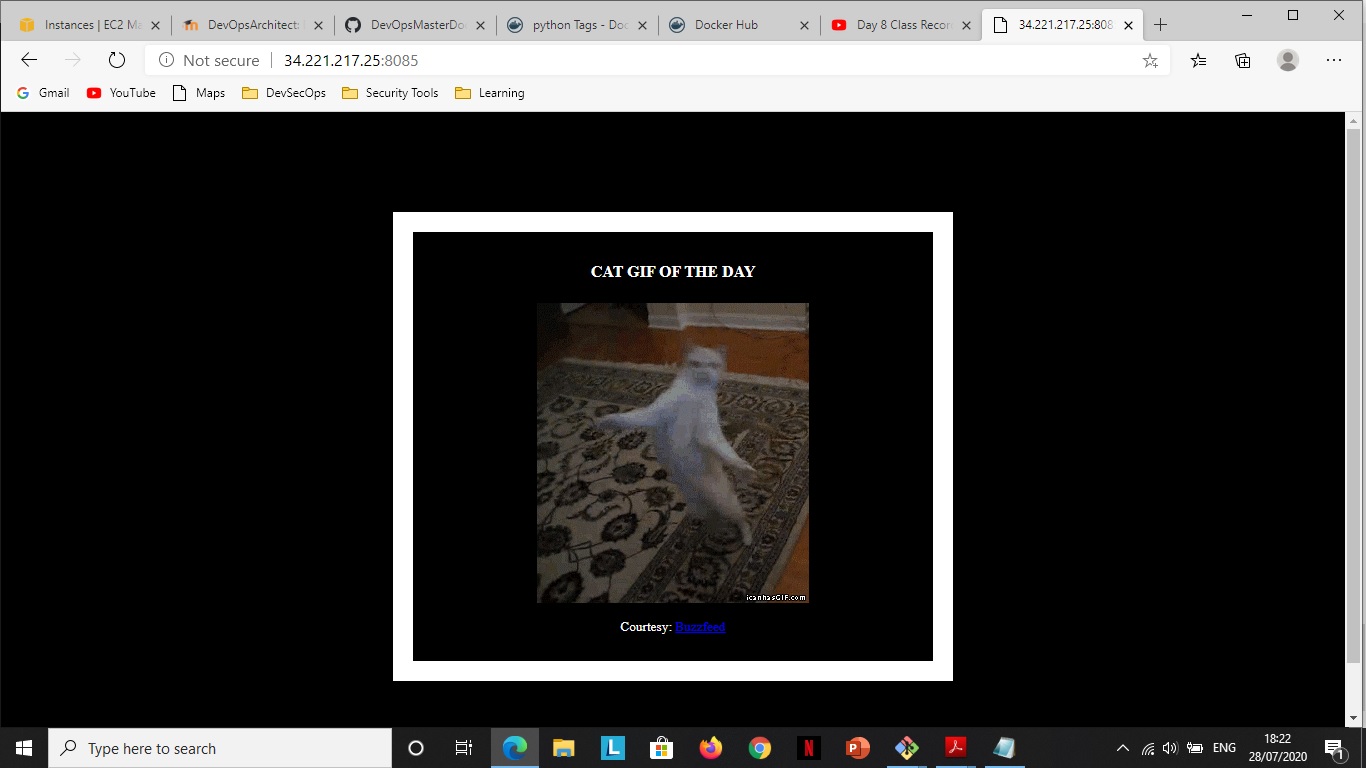 Instances | EC2 Ma
DevOpsArchitect:
DevOpsMasterDo
python Tags - Doc
Docker Hub
Day 8 Class Recor
34.221.217.25:808
Not secure
34.221.217.25:8085
Gmail
YouTube
Maps
DevSecOps
Security Tools
Learning
CAT GIF OF THE DAY
icanhasGIF.com
Courtesy: Buzzfeed
Type here to search
L
N
P
ENG
18:22
28/07/2020
1